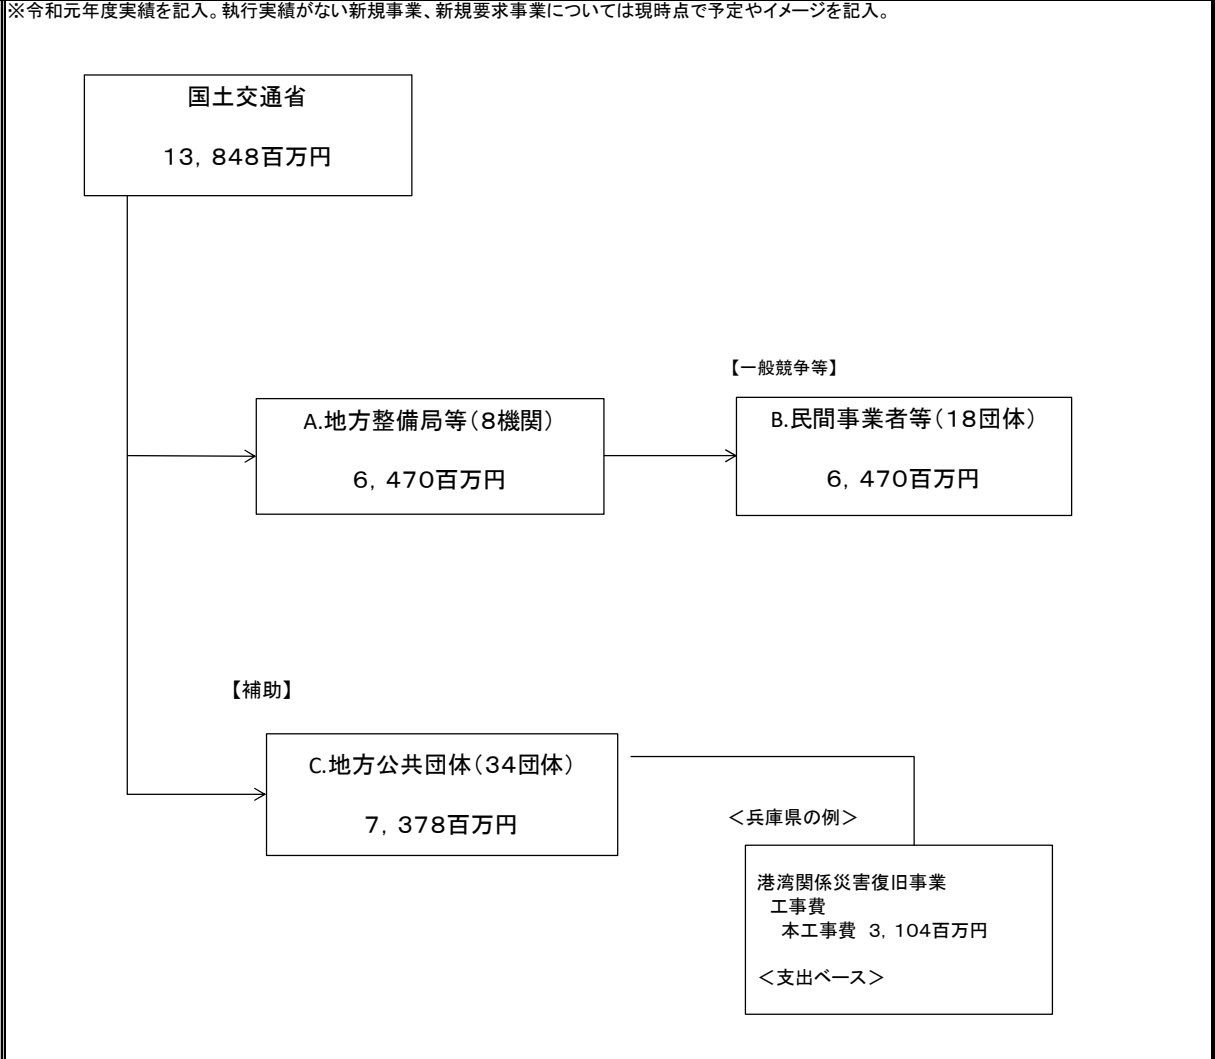 ※令和元年度実績を記入。執行実績がない新規事業、新規要求事業については現時点で予定やイメージを記入。
国土交通省
13，848百万円
【一般競争等】
A.地方整備局等（8機関）
6，470百万円
B.民間事業者等（18団体）
6，470百万円
【補助】
C.地方公共団体（34団体）
7，378百万円
＜兵庫県の例＞
港湾関係災害復旧事業
工事費
本工事費　3，104百万円
＜支出ベース＞